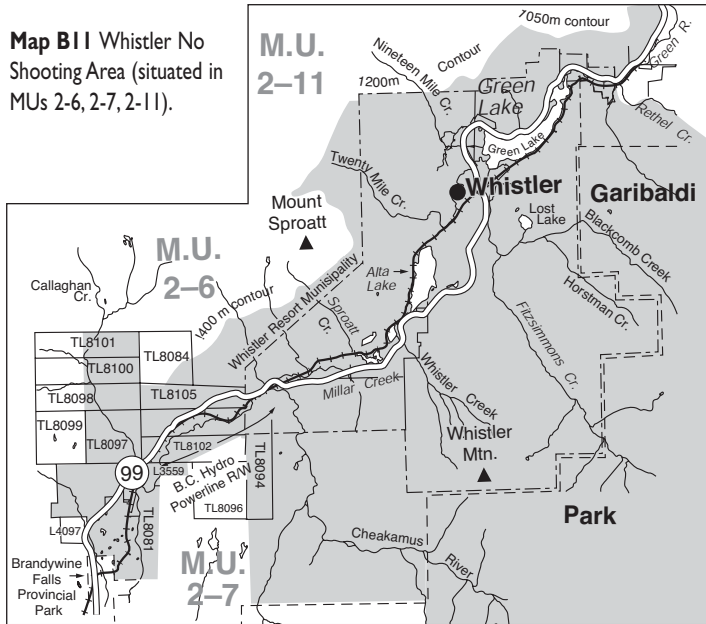 Map B11 Whistler No
Shooting Area (situated in
MUs 2-6, 2-7, 2-11).
1050m contour
Green R.
M.U.
2–11
Nineteen Mile Cr.
Contour
1200m
Green
Lake
Green Lake
Rethel Cr.
Twenty Mile Cr.
Whistler
Garibaldi
Mount
Sproatt
Lost
Lake
Blackcomb Creek
M.U.
2–6
Alta
Lake
Horstman Cr.
Callaghan
Cr.
1400 m contour
Whistler Resort Munisipality
Sproatt
Cr.
Fitzsimmons Cr.
TL8101
TL8084
TL8100
TL8098
TL8105
Millar Creek
Whistler Creek
TL8099
TL8097
TL8102
Whistler
Mtn.
99
L3559
B.C. Hydro
Powerline R/W
TL8094
TL8096
Park
L4097
TL8081
Cheakamus
River
Brandywine
Falls
Provincial
Park
M.U.
2–7